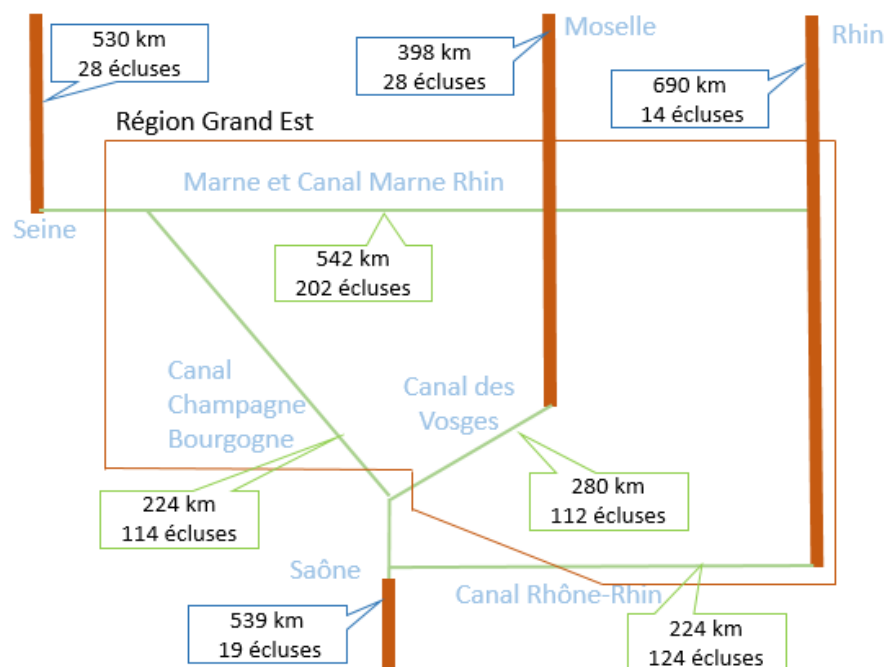 530 km
28 écluses
398 km
28 écluses
Moselle
Rhin
690 km
14 écluses
Région Grand Est
Marne et Canal Marne Rhin
Seine
542 km
202 écluses
Canal
Champagne
Bourgogne
Canal des
Vosges
224 km
114 écluses
280 km
112 écluses
Saône
Canal Rhône-Rhin
539 km
19 écluses
224 km
124 écluses